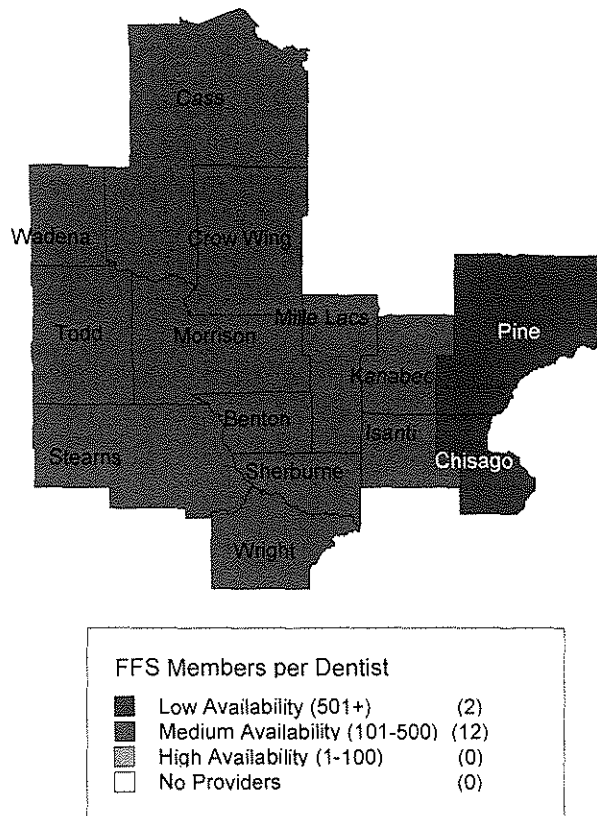 Cass
Wadena
Crow Wing
Mille Lacs
Pine
Todd
Morrison
Kanabec
Benton
Isanti
Stearns
Chisago
Sherburne
Wright
FFS Members per Dentist
Low Availability (501+) (2)
Medium Availability (101-500) (12)
High Availability (1-100) (0)
No Providers (0)